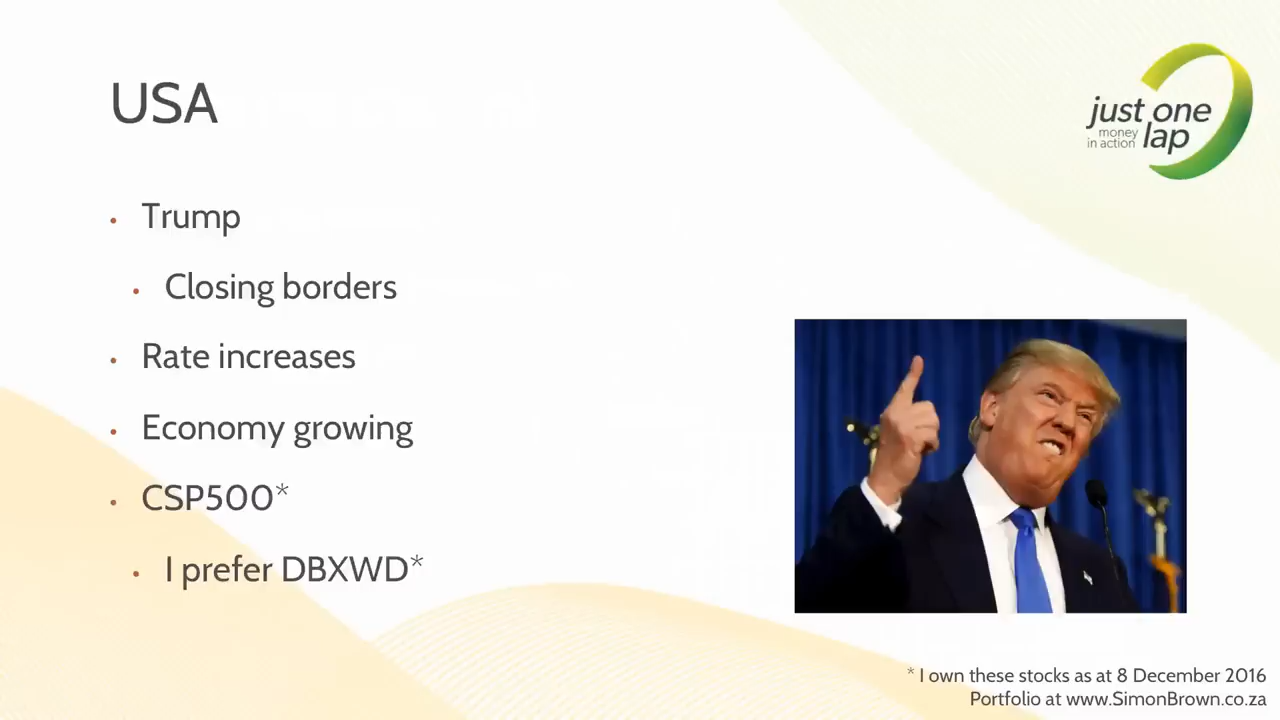 USA
just one
money
in action lap
• Trump
• Closing borders
• Rate increases
• Economy growing
• CSP500*
• I prefer DBXWD*
* I own these stocks as at 8 December 2016
Portfolio at www.SimonBrown.co.za